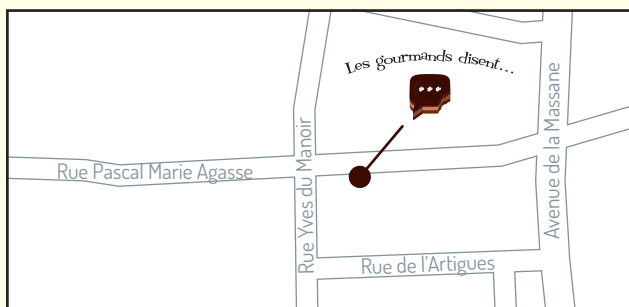 Les gourmands disent...
Rue Pascal Marie Agasse
Rue Yves du Manoir
Avenue de la Massane
Rue de l'Artigues